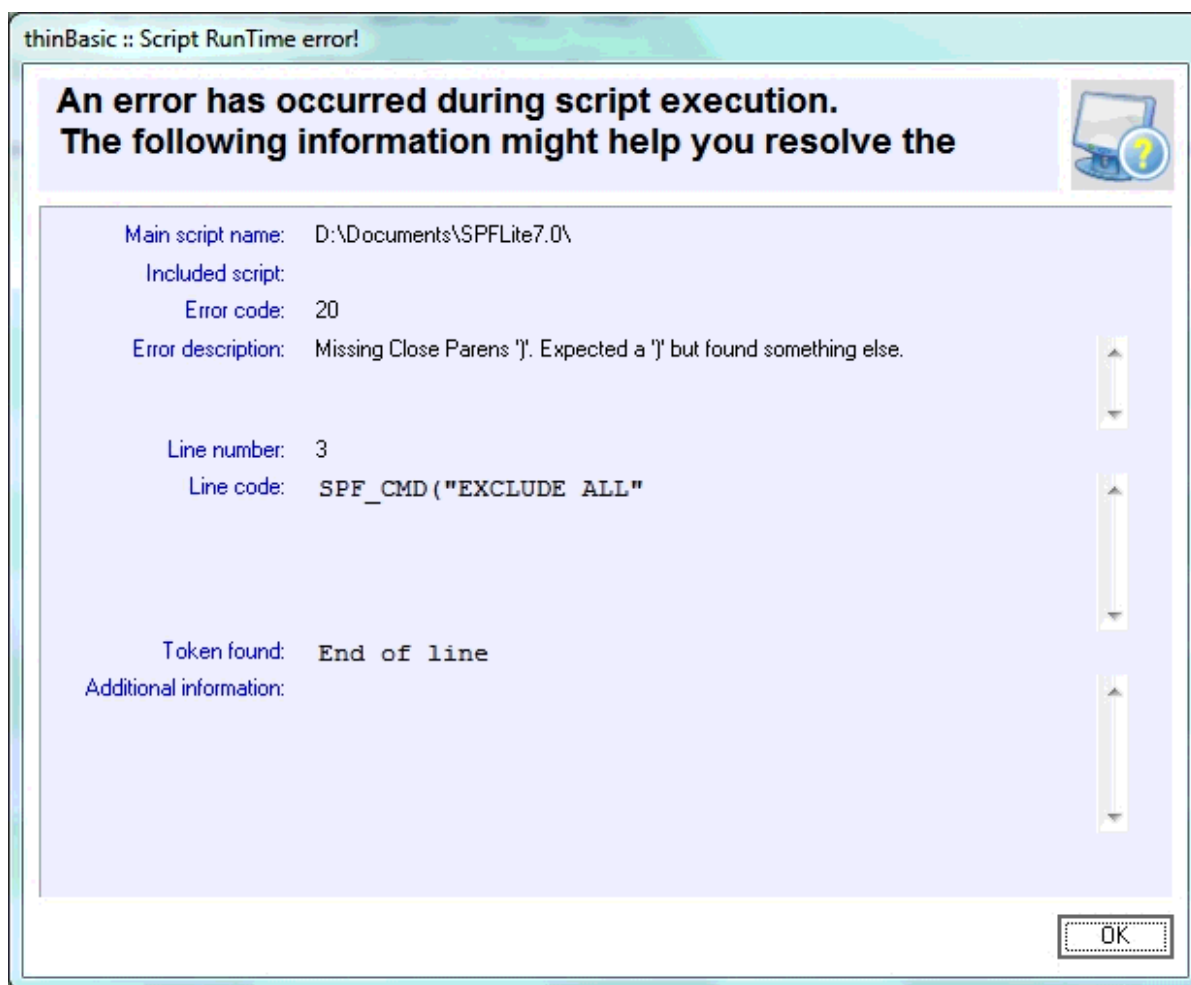 thinBasic :: Script RunTime error!
An error has occurred during script execution.
The following information might help you resolve the
?
Main script name: D:\Documents\SPFLite7.0\
Included script:
Error code: 20
Error description: Missing Close Parens ')'. Expected a ')' but found something else.
Line number: 3
Line code: SPF_CMD("EXCLUDE ALL"
Token found: End of line
Additional information:
OK